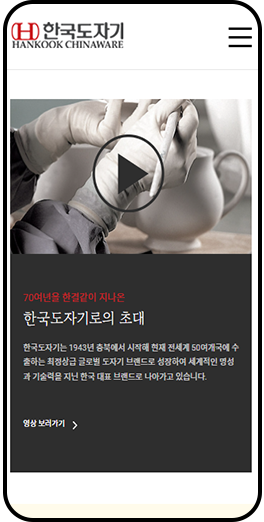 한국도자기
HANKOOK CHINAWARE
70여년을 한결같이 지나온
한국도자기로의 초대
한국도자기는 1943년 충북에서 시작해 현재 전세계 50여개국에 수
출하는 최정상급 글로벌 도자기 브랜드로 성장하여 세계적인 명성
과 기술력을 지닌 한국 대표 브랜드로 나아가고 있습니다.
영상 보러가기